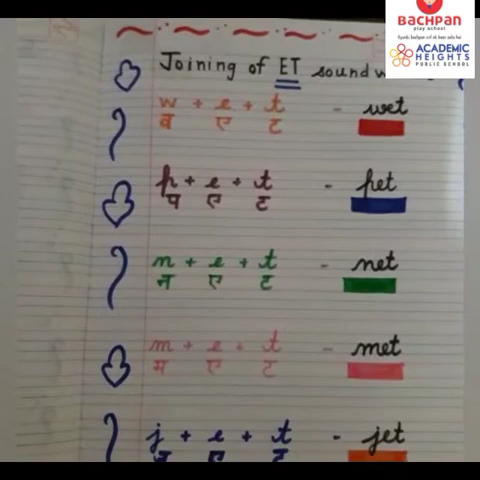 BACHPAN
play school
ACADEMIC
HEIGHTS
PUBLIC SCHOOL
Joining of ET sound w
w + e + t - wet
व ए ट
p + e + t - pet
प ए ट
n + e + t - net
न ए ट
m + e + t - met
म ए ट
j + e + t - jet
ज ए ट